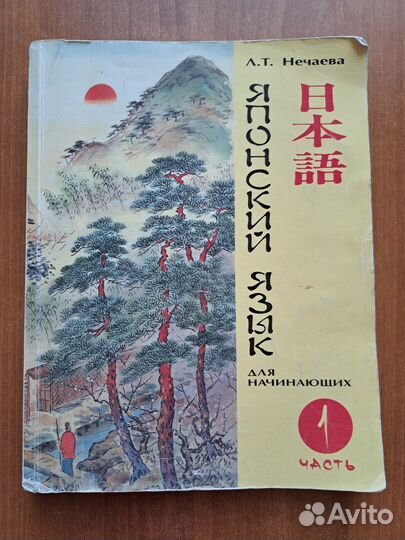 Л.Т. Нечаева
ЯПОНСКИЙ ЯЗЫК
日本語
ДЛЯ
НАЧИНАЮЩИХ
1
ЧАСТЬ
Avito